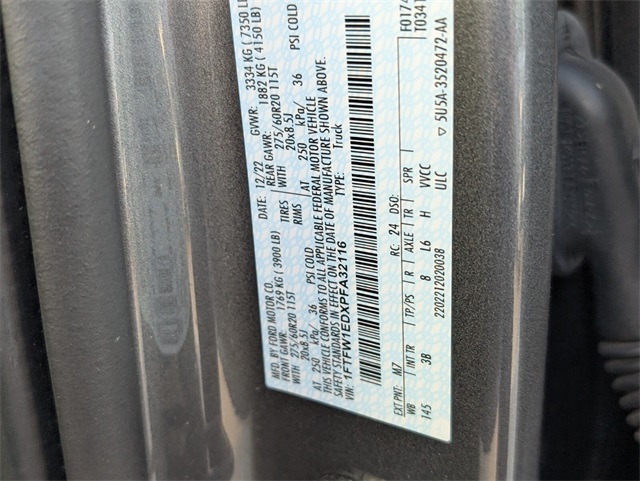 MFD. BY FORD MOTOR CO.
DATE: 12/22 GVWR: 3334 KG ( 7350 LB
FRONT GAWR: 1769 KG ( 3900 LB) REAR GAWR: 1882 KG ( 4150 LB)
WITH 275/60R20 115T TIRES WITH 275/60R20 115T
20x8.5J RIMS 20x8.5J
AT 250 kPa/ 36 PSI COLD AT 250 kPa/ 36 PSI COLD
THIS VEHICLE CONFORMS TO ALL APPLICABLE FEDERAL MOTOR VEHICLE
SAFETY STANDARDS IN EFFECT ON THE DATE OF MANUFACTURE SHOWN ABOVE.
VIN: 1FTFW1EDXPFA32116 TYPE: Truck
F0174
T0341
EXT PNT: M7 RC: 24 DSO:
WB INT TR TP/PS R AXLE TR SPR
145 3B 8 L6 H VVCC
2202212020038 ULC
▽ 5U5A-3520472-AA